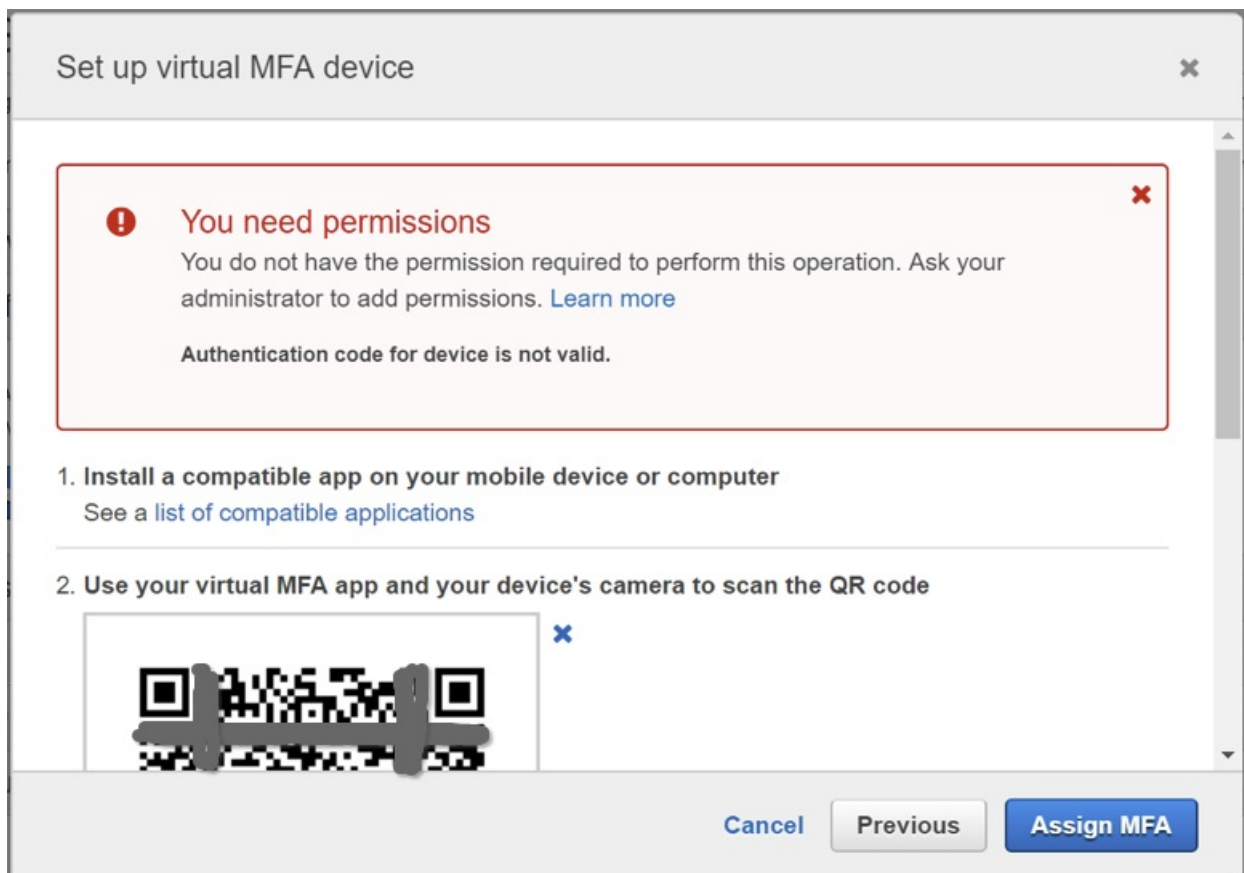 Set up virtual MFA device
You need permissions
You do not have the permission required to perform this operation. Ask your
administrator to add permissions. Learn more
Authentication code for device is not valid.
1. Install a compatible app on your mobile device or computer
See a list of compatible applications
2. Use your virtual MFA app and your device's camera to scan the QR code
Cancel Previous Assign MFA